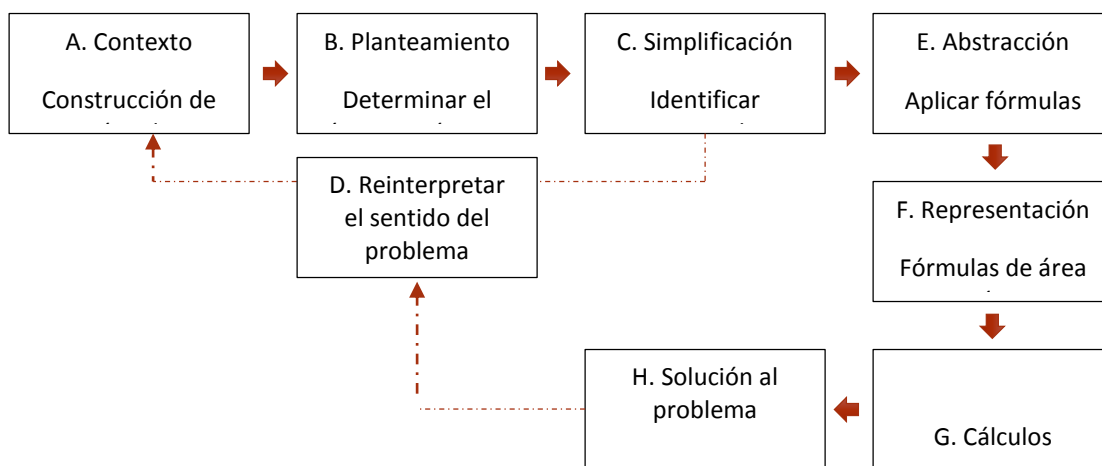 A. Contexto
Construcción de
B. Planteamiento
Determinar el
C. Simplificación
Identificar
E. Abstracción
Aplicar fórmulas
D. Reinterpretar
el sentido del
problema
F. Representación
Fórmulas de área
H. Solución al
problema
G. Cálculos